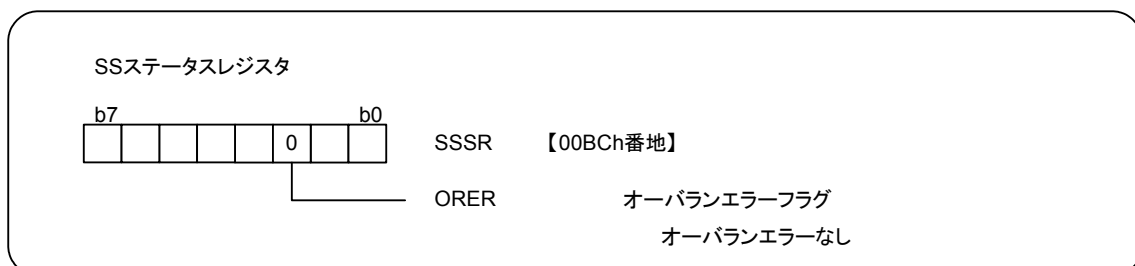 SSステータスレジスタ
b7 b0
0 SSSR 【00BCh番地】
ORER オーバランエラーフラグ
オーバランエラーなし